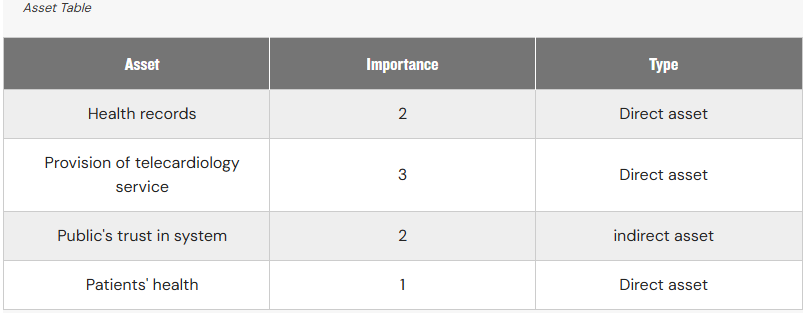 Asset Table
Asset Importance Type
Health records 2 Direct asset
Provision of telecardiology
service 3 Direct asset
Public's trust in system 2 indirect asset
Patients' health 1 Direct asset